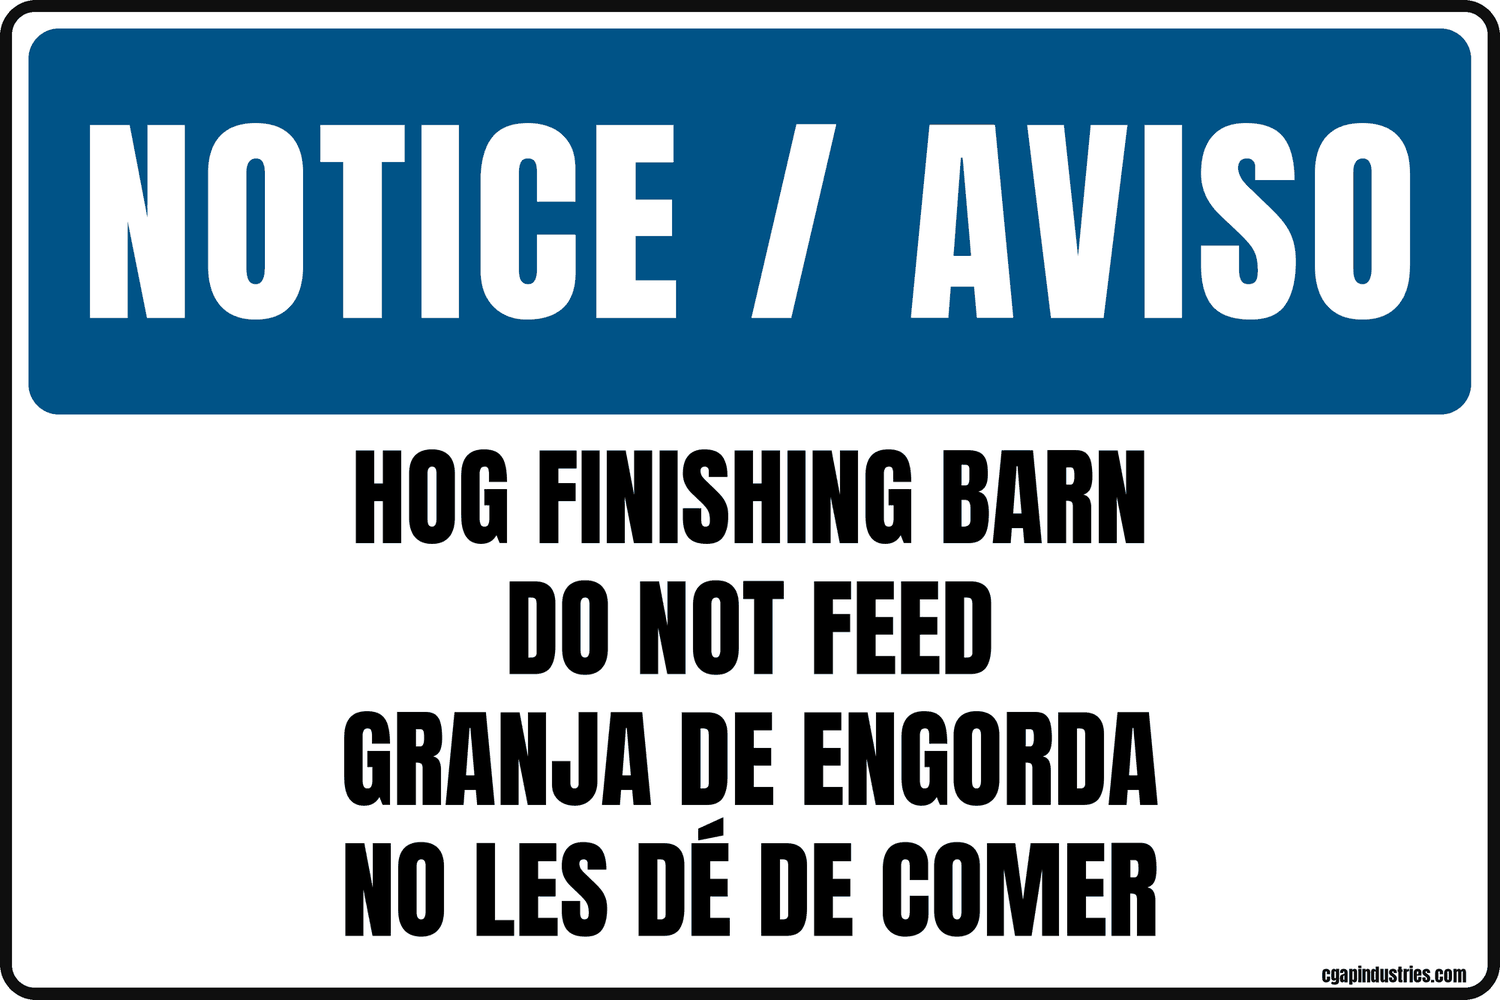 NOTICE / AVISO
HOG FINISHING BARN
DO NOT FEED
GRANJA DE ENGORDA
NO LES DÉ DE COMER
cgapindustries.com